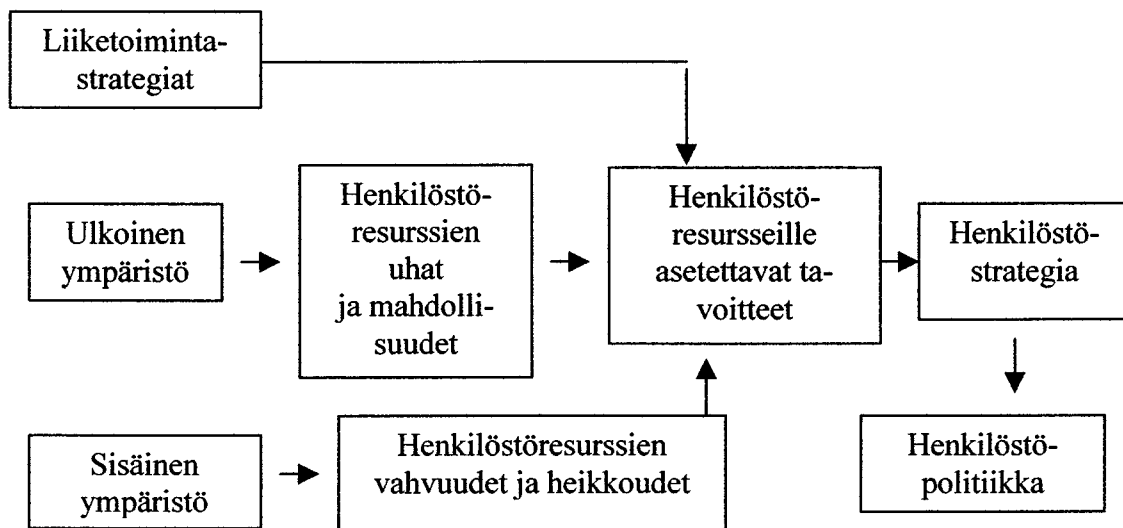 Liiketoiminta-
strategiat
Ulkoinen
ympäristö
Henkilöstö-
resurssien
uhat
ja mahdolli-
suudet
Henkilöstö-
resursseille
asetettavat ta-
voitteet
Henkilöstö-
strategia
Sisäinen
ympäristö
Henkilöstöresurssien
vahvuudet ja heikkoudet
Henkilöstö-
politiikka